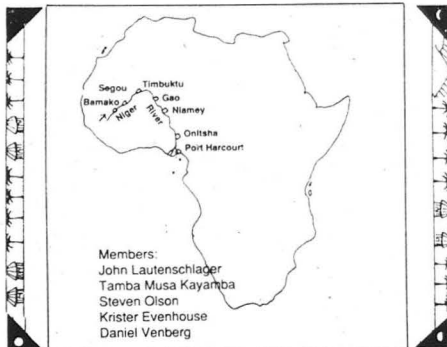 Timbuktu
Segou
Gao
Bamako
Niger River
Niamey
Onitsha
Port Harcourt
Members:
John Lautenschlager
Tamba Musa Kayamba
Steven Olson
Krister Evenhouse
Daniel Venberg